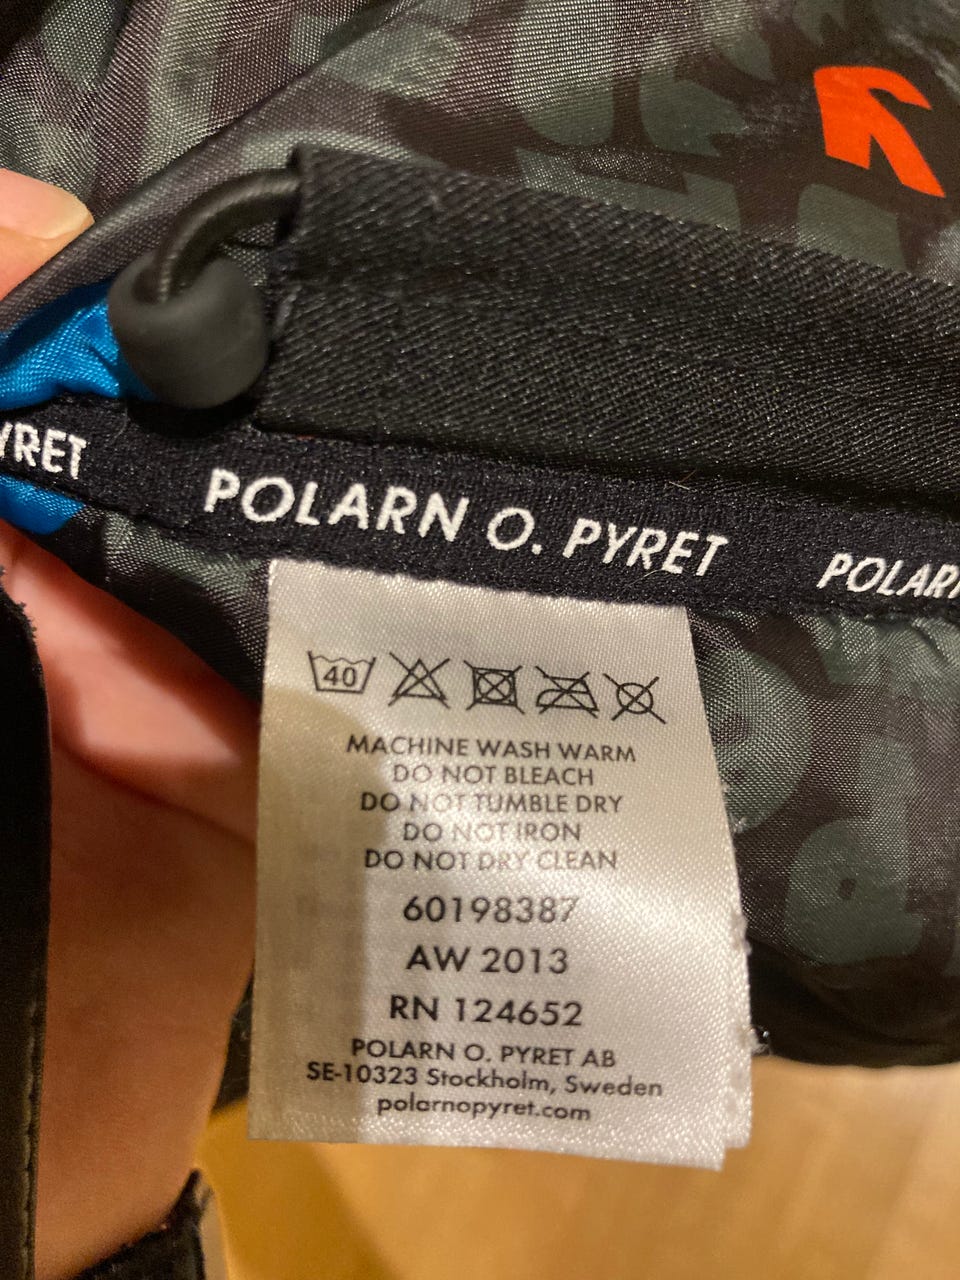 YRET
POLARN O. PYRET
POLARN
40
MACHINE WASH WARM
DO NOT BLEACH
DO NOT TUMBLE DRY
DO NOT IRON
DO NOT DRY CLEAN
60198387
AW 2013
RN 124652
POLARN O. PYRET AB
SE-10323 Stockholm, Sweden
polarnopyret.com